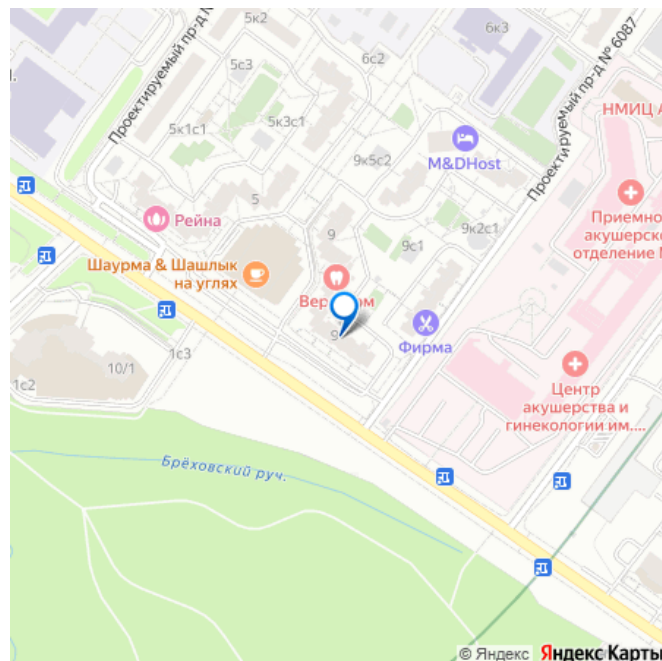 5к2
6к3
Проектируемый пр-д №
5с3
6с2
Проектируемый пр-д № 6087
НМИЦ А
5к1с1
5к3с1
9к5с2
M&DHost
5
Рейна
Приемно
акушерско
отделение М
9
9с1
9к2с1
Шаурма & Шашлык
на углях
Фирма
1с3
10/1
1с2
Центр
акушерства и
гинекологии им....
Брёховский руч.
© Яндекс Яндекс Карты